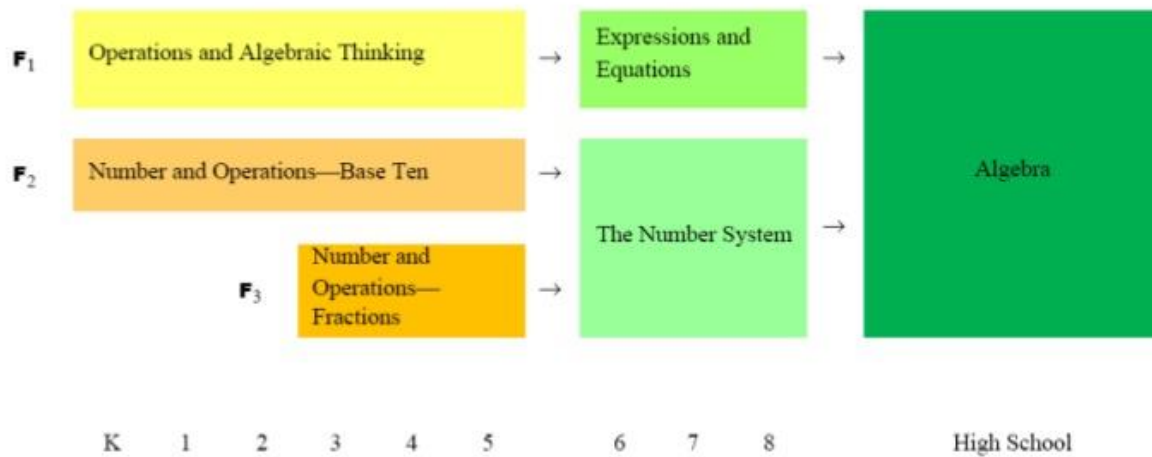 F₁ Operations and Algebraic Thinking → Expressions and
Equations →
F₂ Number and Operations—Base Ten →
Algebra
The Number System →
F₃ Number and
Operations— →
Fractions
K 1 2 3 4 5 6 7 8 High School